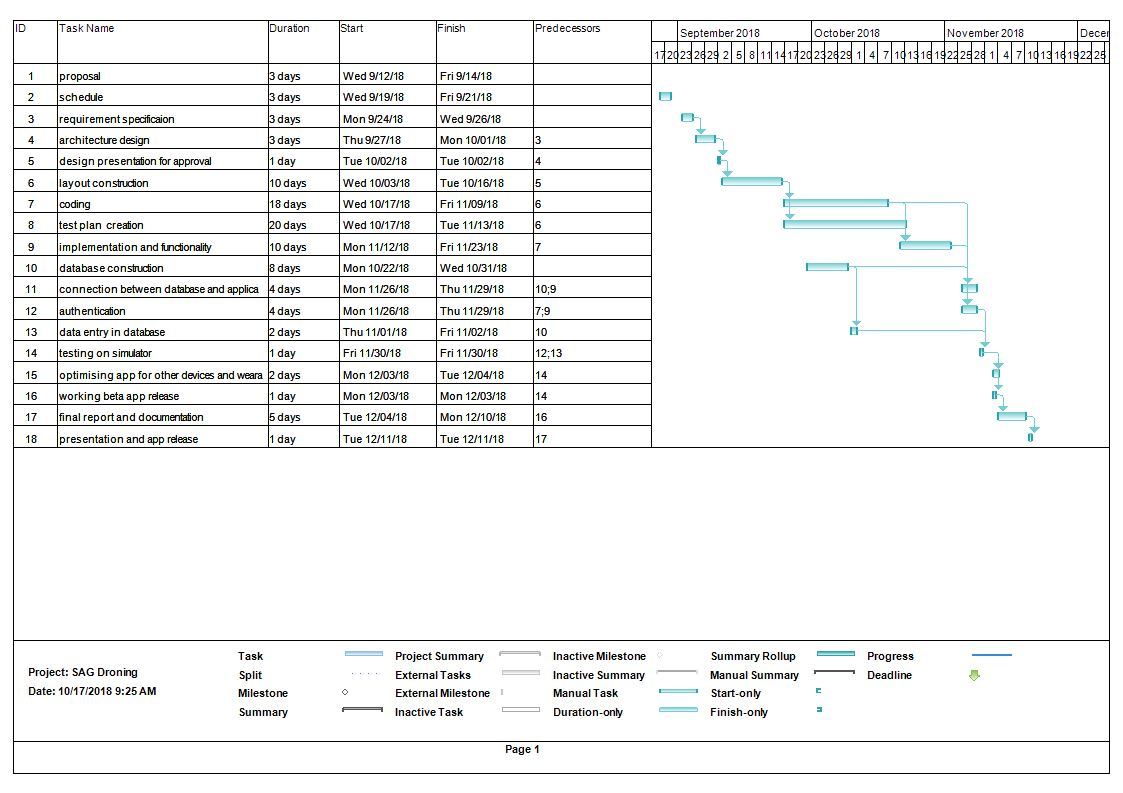 ID Task Name Duration Start Finish Predecessors
September 2018 October 2018 November 2018 Decer
17 20 23 26 29 2 5 8 11 14 17 20 23 26 29 1 4 7 10 13 16 19 22 25 28 1 4 7 10 13 16 19 22 25
1 proposal 3 days Wed 9/12/18 Fri 9/14/18
2 schedule 3 days Wed 9/19/18 Fri 9/21/18
3 requirement specificaion 3 days Mon 9/24/18 Wed 9/26/18
4 architecture design 3 days Thu 9/27/18 Mon 10/01/18 3
5 design presentation for approval 1 day Tue 10/02/18 Tue 10/02/18 4
6 layout construction 10 days Wed 10/03/18 Tue 10/16/18 5
7 coding 18 days Wed 10/17/18 Fri 11/09/18 6
8 test plan creation 20 days Wed 10/17/18 Tue 11/13/18 6
9 implementation and functionality 10 days Mon 11/12/18 Fri 11/23/18 7
10 database construction 8 days Mon 10/22/18 Wed 10/31/18
11 connection between database and applica 4 days Mon 11/26/18 Thu 11/29/18 10;9
12 authentication 4 days Mon 11/26/18 Thu 11/29/18 7;9
13 data entry in database 2 days Thu 11/01/18 Fri 11/02/18 10
14 testing on simulator 1 day Fri 11/30/18 Fri 11/30/18 12;13
15 optimising app for other devices and weara 2 days Mon 12/03/18 Tue 12/04/18 14
16 working beta app release 1 day Mon 12/03/18 Mon 12/03/18 14
17 final report and documentation 5 days Tue 12/04/18 Mon 12/10/18 16
18 presentation and app release 1 day Tue 12/11/18 Tue 12/11/18 17
Project: SAG Droning
Date: 10/17/2018 9:25 AM
Task Project Summary Inactive Milestone Summary Rollup Progress
Split External Tasks Inactive Summary Manual Summary Deadline
Milestone External Milestone Manual Task Start-only
Summary Inactive Task Duration-only Finish-only
Page 1